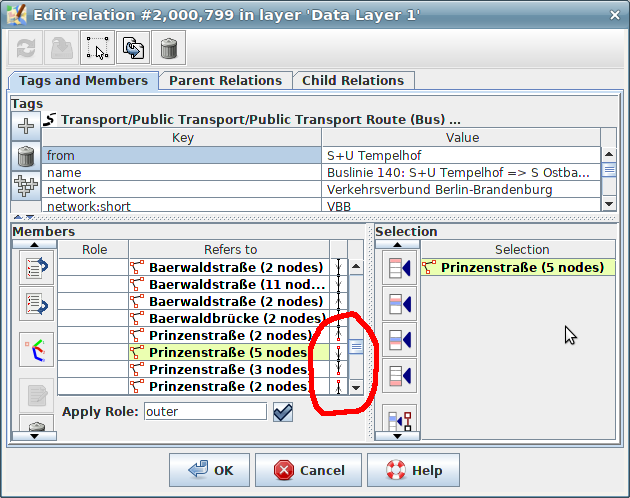 Edit relation #2,000,799 in layer 'Data Layer 1'
Tags and Members Parent Relations Child Relations
Tags
Transport/Public Transport/Public Transport Route (Bus) ...
Key Value
from S+U Tempelhof
name Buslinie 140: S+U Tempelhof => S Ostba...
network Verkehrsverbund Berlin-Brandenburg
network:short VBB
Members Selection
Role Refers to Selection
Baerwaldstraße (2 nodes) Prinzenstraße (5 nodes)
Baerwaldstraße (11 nod...
Baerwaldstraße (2 nodes)
Baerwaldbrücke (2 nodes)
Prinzenstraße (2 nodes)
Prinzenstraße (5 nodes)
Prinzenstraße (3 nodes)
Prinzenstraße (2 nodes)
Apply Role: outer
OK Cancel Help